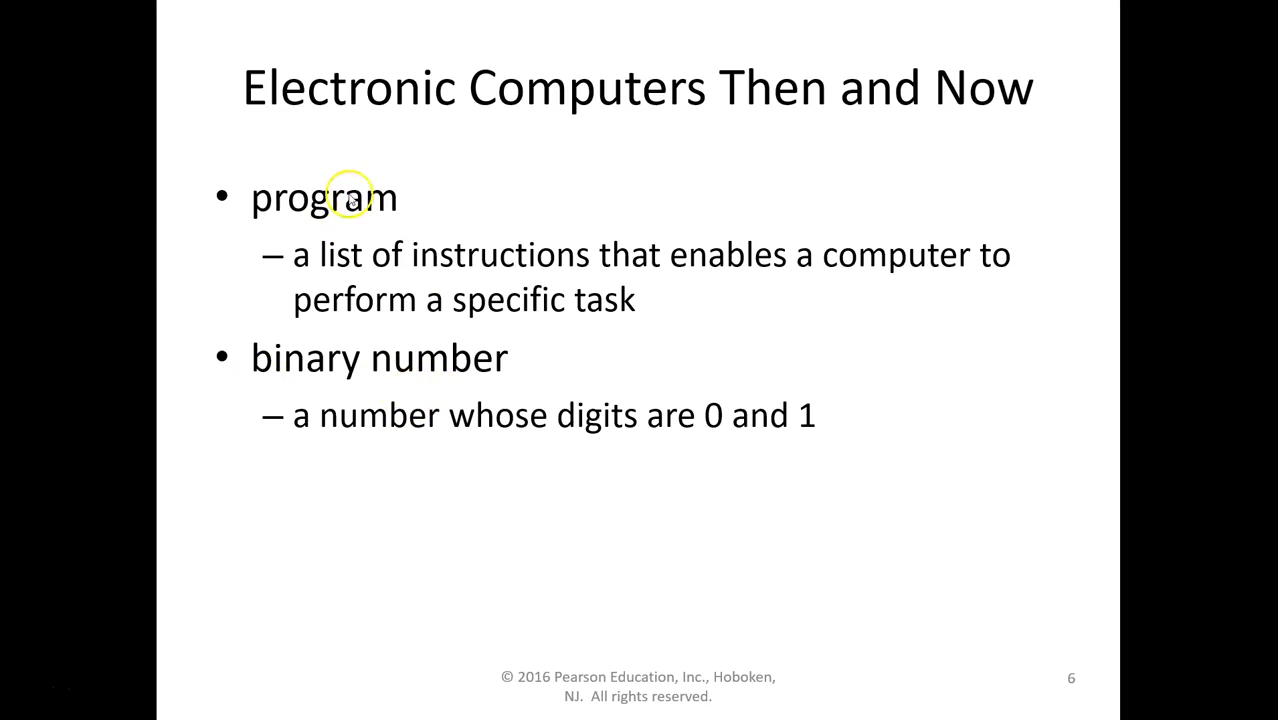 Electronic Computers Then and Now
• program
– a list of instructions that enables a computer to
perform a specific task
• binary number
– a number whose digits are 0 and 1
© 2016 Pearson Education, Inc., Hoboken,
NJ. All rights reserved.
6